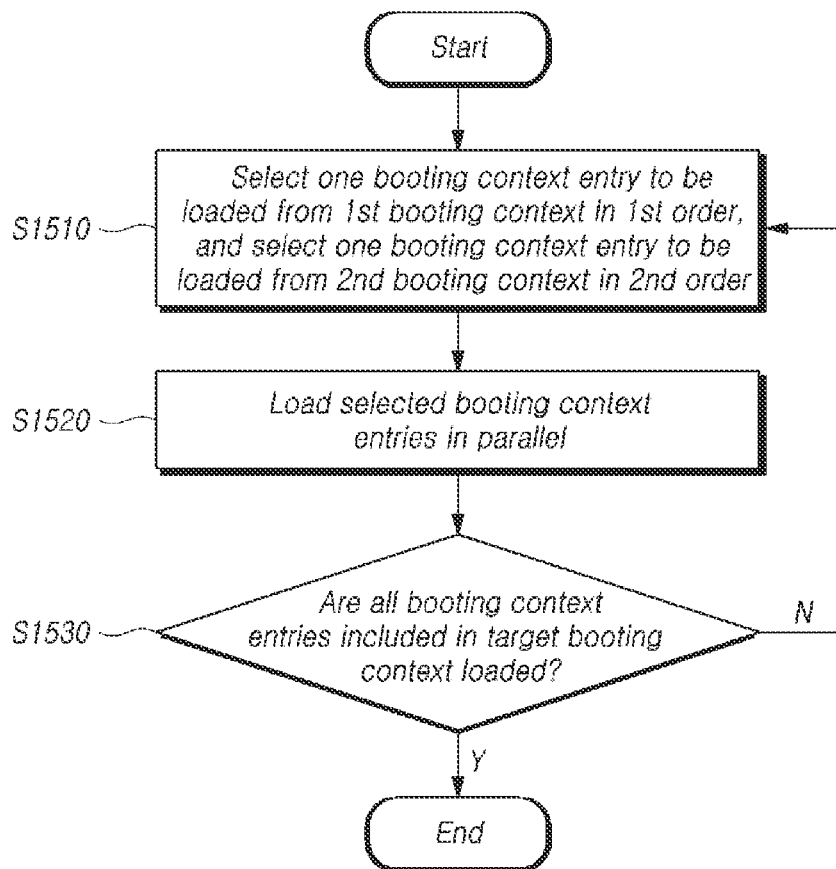 Start
Select one booting context entry to be
loaded from 1st booting context in 1st order,
S1510
and select one booting context entry to be
loaded from 2nd booting context in 2nd order
Load selected booting context
S1520
entries in parallel
Are all booting context
N
S1530
entries included in target booting
context loaded?
Y
End